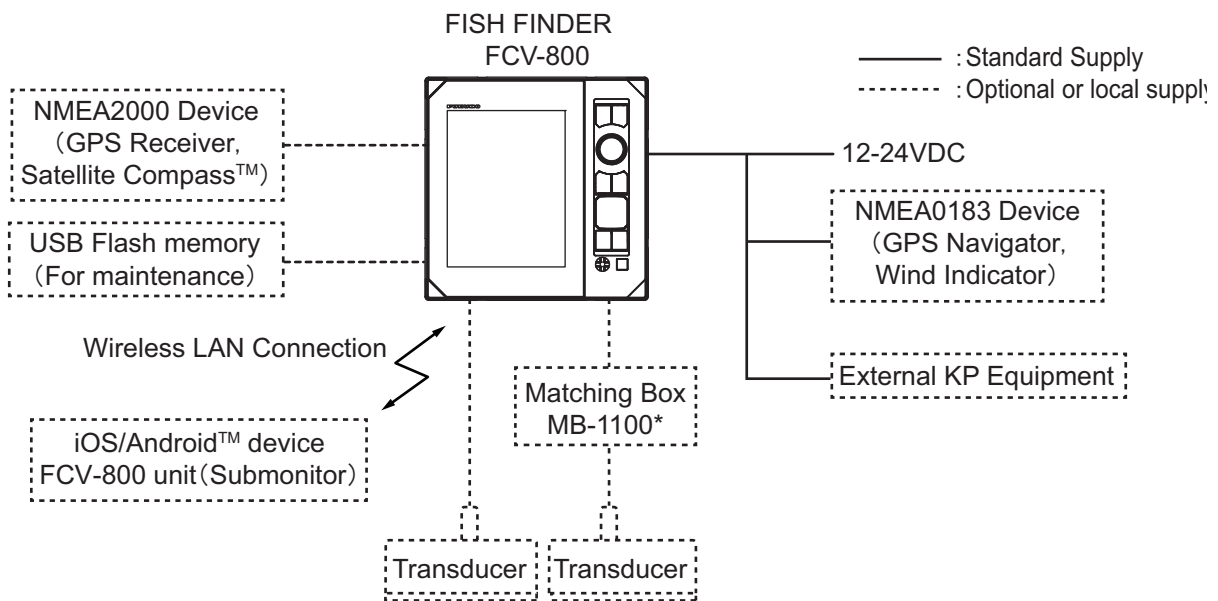 FISH FINDER
FCV-800
: Standard Supply
: Optional or local supply
NMEA2000 Device
(GPS Receiver,
Satellite Compass™)
USB Flash memory
(For maintenance)
12-24VDC
NMEA0183 Device
(GPS Navigator,
Wind Indicator)
External KP Equipment
Wireless LAN Connection
iOS/Android™ device
FCV-800 unit(Submonitor)
Matching Box
MB-1100*
Transducer
Transducer